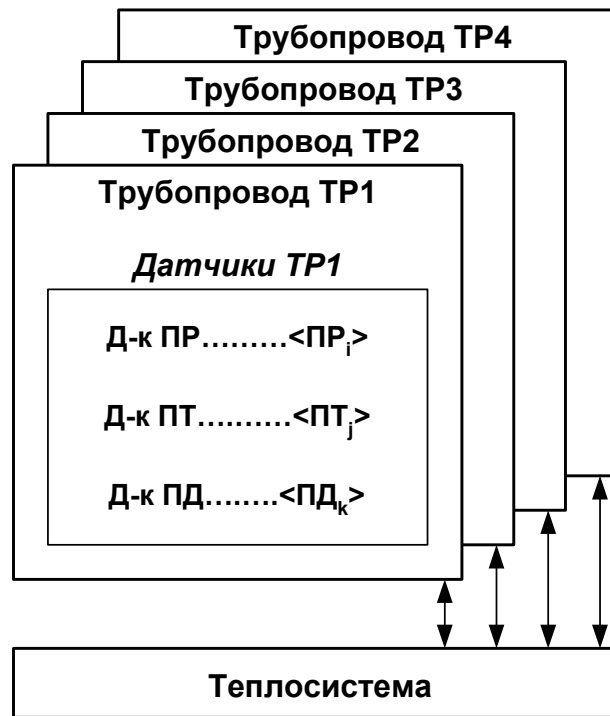 Трубопровод ТР4
Трубопровод ТР3
Трубопровод ТР2
Трубопровод ТР1
Датчики ТР1
Д-к ПР………<ПРi>
Д-к ПТ……….<ПТj>
Д-к ПД……..<ПДk>
Теплосистема